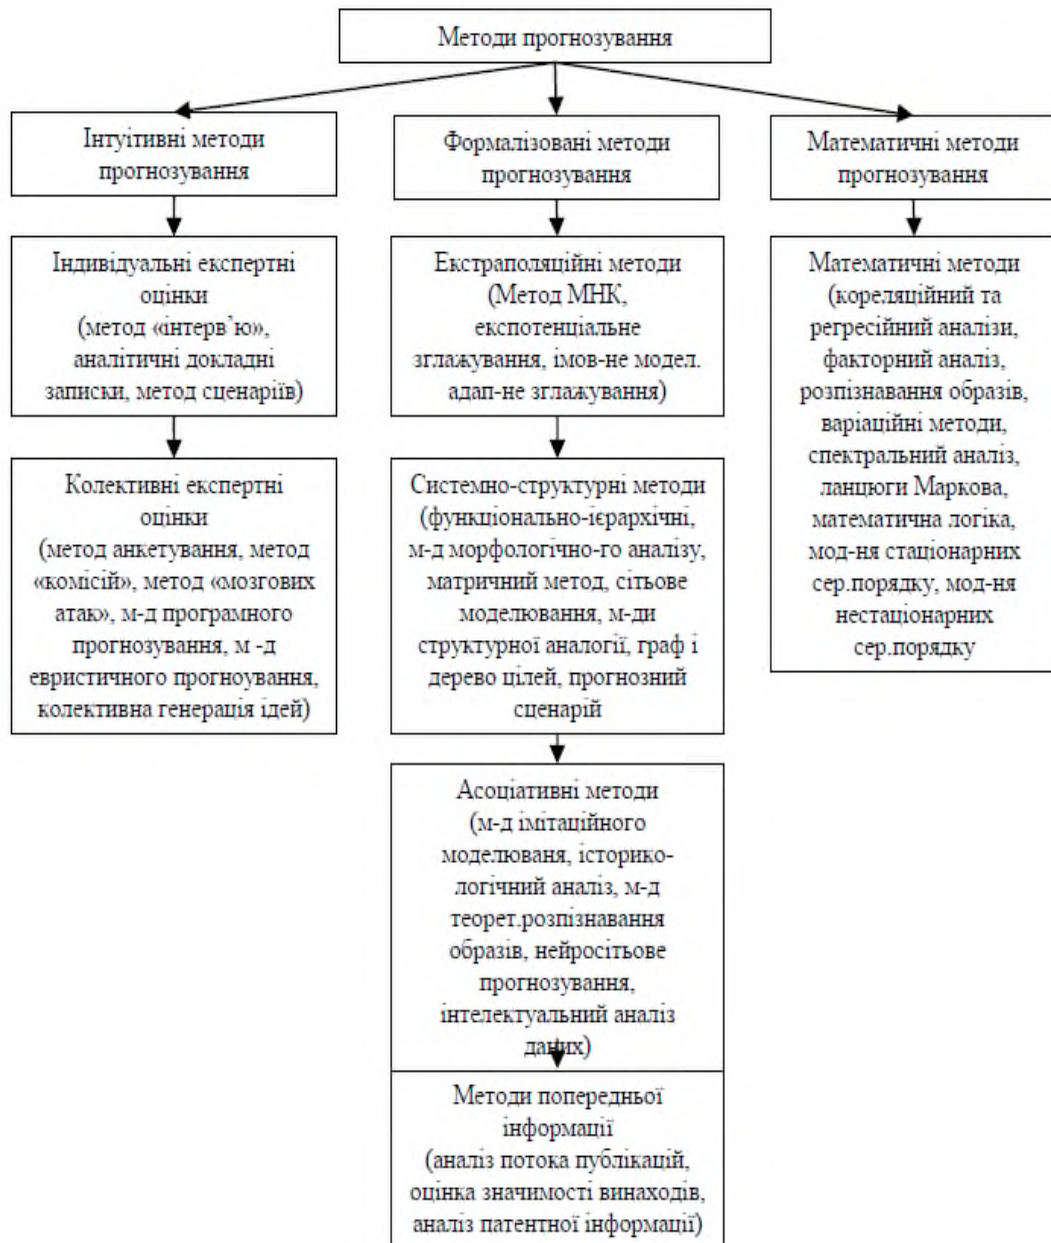 Методи прогнозування
Інтуітивні методи
прогнозування
Формалізовані методи
прогнозування
Математичні методи
прогнозування
Індивідуальні експертні
оцінки
(метод «інтерв’ю»,
аналітичні докладні
записки, метод сценаріїв)
Екстраполяційні методи
(Метод МНК,
експотенціальне
зглажування, імов-не модел.
адап-не зглажування)
Математичні методи
(кореляційний та
регресійний аналізи,
факторний аналіз,
розпізнавання образів,
варіаційні методи,
спектральний аналіз,
ланцюги Маркова,
математична логіка,
мод-ня стаціонарних
сер.порядку, мод-ня
нестаціонарних
сер.порядку
Колективні експертні
оцінки
(метод анкетування, метод
«комісій», метод «мозгових
атак», м-д програмного
прогнозування, м -д
евристичного прогноування,
колективна генерація ідей)
Системно-структурні методи
(функціонально-ієрархічні,
м-д морфологічно-го аналізу,
матричний метод, сітьове
моделювання, м-ди
структурної аналогії, граф і
дерево цілей, прогнозний
сценарій
Асоціативні методи
(м-д імітаційного
моделюваня, історико-
логічний аналіз, м-д
теорет.розпізнавання
образів, нейросітьове
прогнозування,
інтелектуальний аналіз
даних)
Методи попередньої
інформації
(аналіз потока публікацій,
оцінка значимості винаходів,
аналіз патентної інформації)